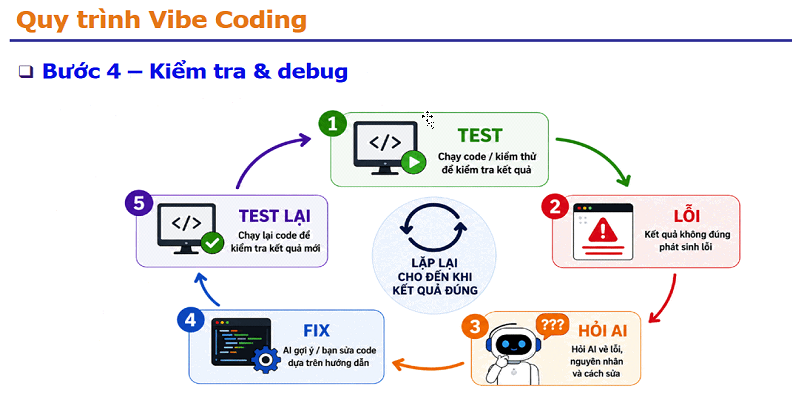 Quy trình Vibe Coding
Bước 4 – Kiểm tra & debug
1
</>
TEST
Chạy code / kiểm thử
để kiểm tra kết quả
2
LỖI
Kết quả không đúng
phát sinh lỗi
3
???
HỎI AI
Hỏi AI về lỗi,
nguyên nhân
và cách sửa
4
FIX
AI gợi ý / bạn sửa code
dựa trên hướng dẫn
5
</>
TEST LẠI
Chạy lại code để
kiểm tra kết quả mới
LẶP LẠI
CHO ĐẾN KHI
KẾT QUẢ ĐÚNG